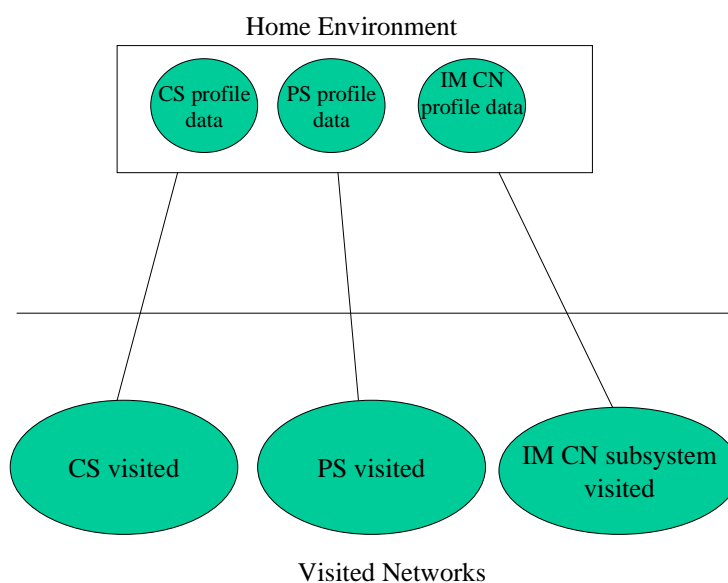 Home Environment
CS profile
data
PS profile
data
IM CN
profile data
CS visited
PS visited
IM CN subsystem
visited
Visited Networks